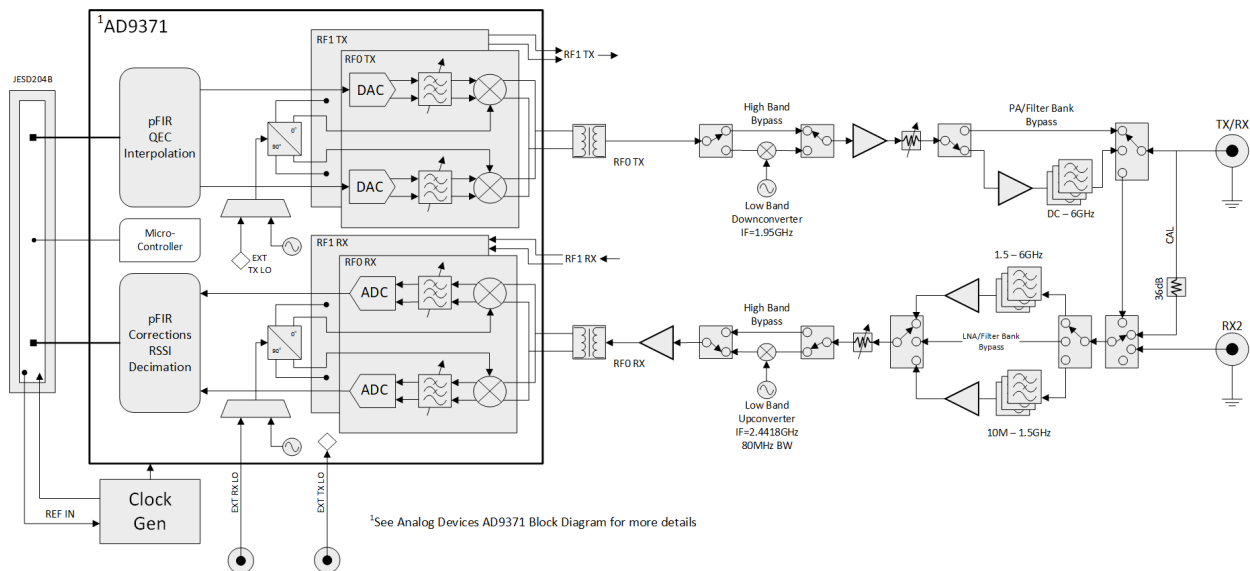 1AD9371
JESD204B
RF1 TX
RF0 TX
RF1 TX
pFIR
QEC
Interpolation
DAC
0°
90°
DAC
EXT
TX LO
Micro-
Controller
RF1 RX
RF0 RX
RF1 RX
pFIR
Corrections
RSSI
Decimation
ADC
0°
90°
ADC
Clock
Gen
REF IN
EXT RX LO
EXT TX LO
RF0 TX
High Band
Bypass
Low Band
Downconverter
IF=1.95GHz
PA/Filter Bank
Bypass
DC – 6GHz
TX/RX
CAL
36dB
RX2
1.5 – 6GHz
LNA/Filter Bank
Bypass
10M – 1.5GHz
RF0 RX
High Band
Bypass
Low Band
Upconverter
IF=2.4418GHz
80MHz BW
1See Analog Devices AD9371 Block Diagram for more details